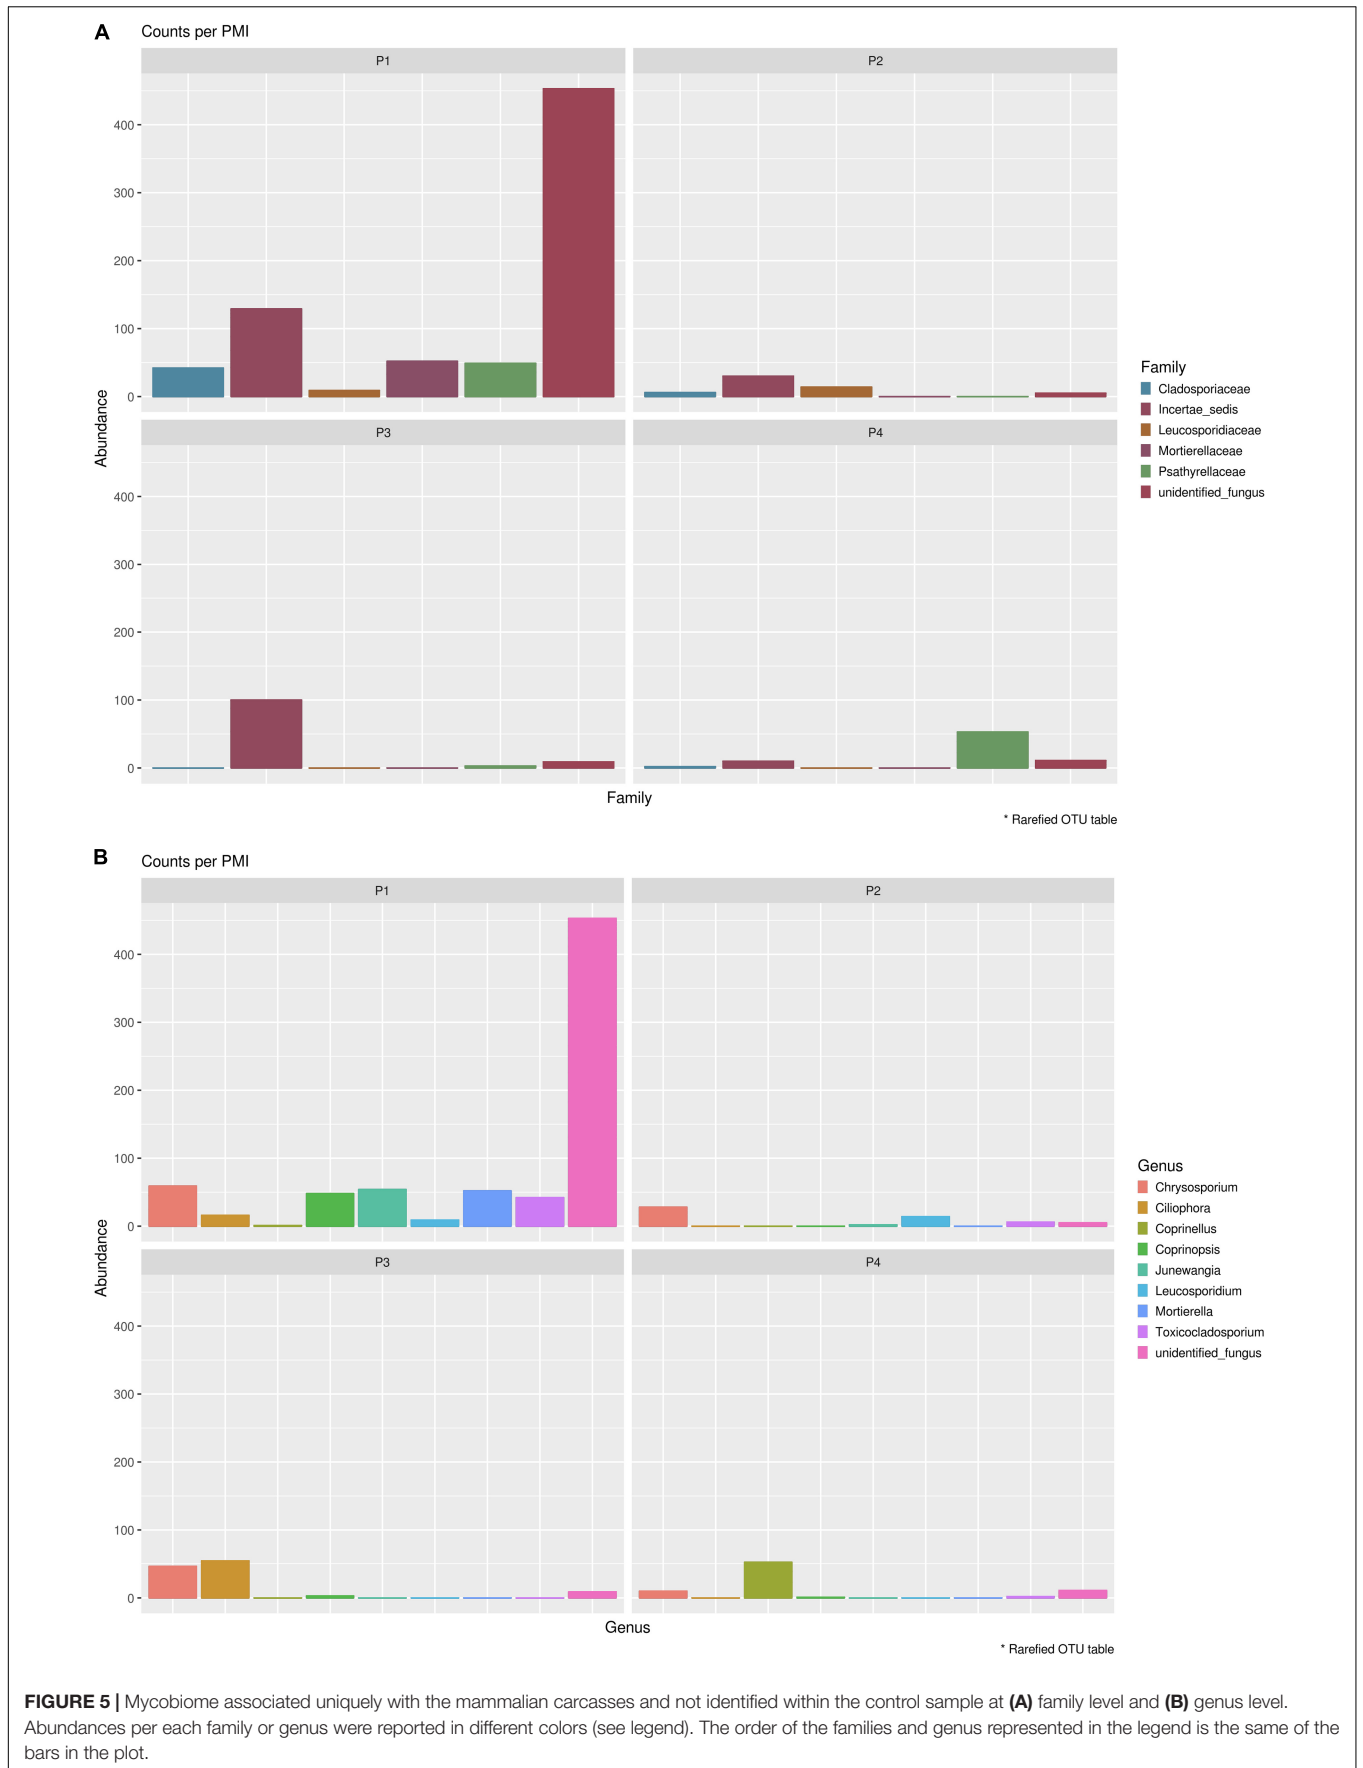 A
Counts per PMI
P1
P2
400
300
200
100
0
P3
P4
400
300
200
100
0
Abundance
Family
* Rarefied OTU table
Family
Cladosporiaceae
Incertae_sedis
Leucosporidiaceae
Mortierellaceae
Psathyrellaceae
unidentified_fungus
B
Counts per PMI
P1
P2
400
300
200
100
0
P3
P4
400
300
200
100
0
Abundance
Genus
* Rarefied OTU table
Genus
Chrysosporium
Ciliophora
Coprinellus
Coprinopsis
Junewangia
Leucosporidium
Mortierella
Toxicocladosporium
unidentified_fungus
FIGURE 5 | Mycobiome associated uniquely with the mammalian carcasses and not identified within the control sample at (A) family level and (B) genus level.
Abundances per each family or genus were reported in different colors (see legend). The order of the families and genus represented in the legend is the same of the
bars in the plot.